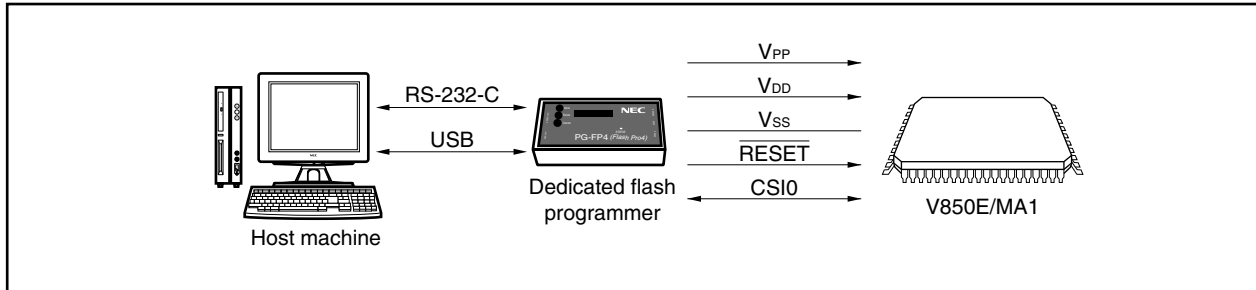 RS-232-C
USB
Host machine
NEC
PG-FP4 (Flash Pro4)
Dedicated flash
programmer
VPP
VDD
VSS
RESET
CSI0
V850E/MA1